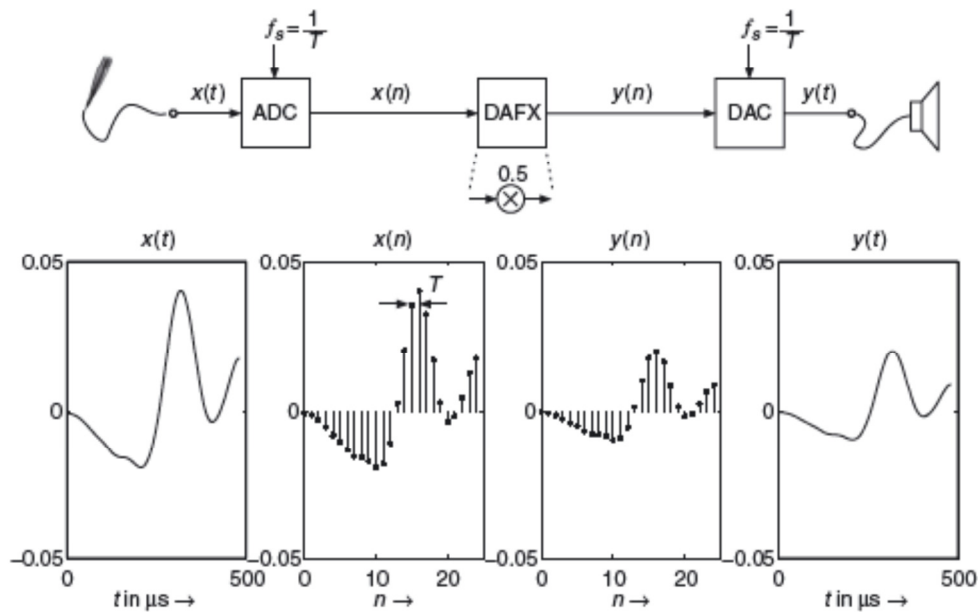 f_s = 1/T f_s = 1/T
x(t) ADC x(n) DAFX y(n) DAC y(t)
0.5
x(t) x(n) y(n) y(t)
0.05 0.05 0.05 0.05
T
0 0 0 0
−0.05 −0.05 −0.05 −0.05
0 500 0 10 20 0 10 20 0 500
t in μs → n → n → t in μs →